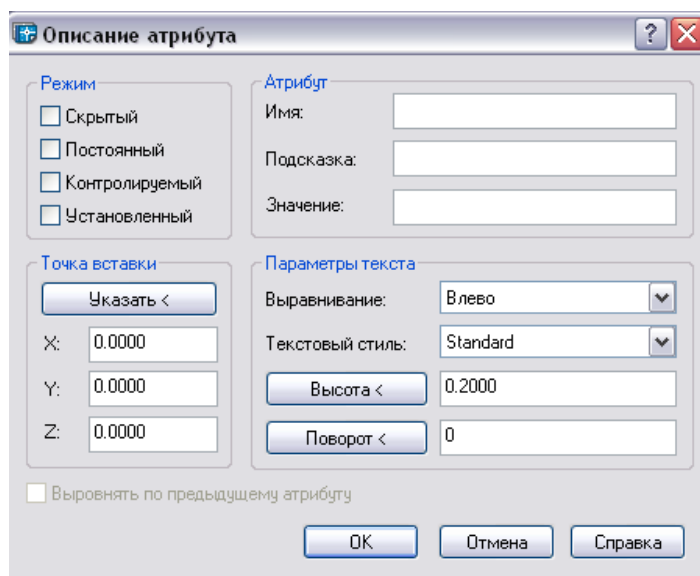 Описание атрибута
Режим
Скрытый
Постоянный
Контролируемый
Установленный
Атрибут
Имя:
Подсказка:
Значение:
Точка вставки
Указать <
X: 0.0000
Y: 0.0000
Z: 0.0000
Параметры текста
Выравнивание: Влево
Текстовый стиль: Standard
Высота < 0.2000
Поворот < 0
Выровнять по предыдущему атрибуту
OK Отмена Справка